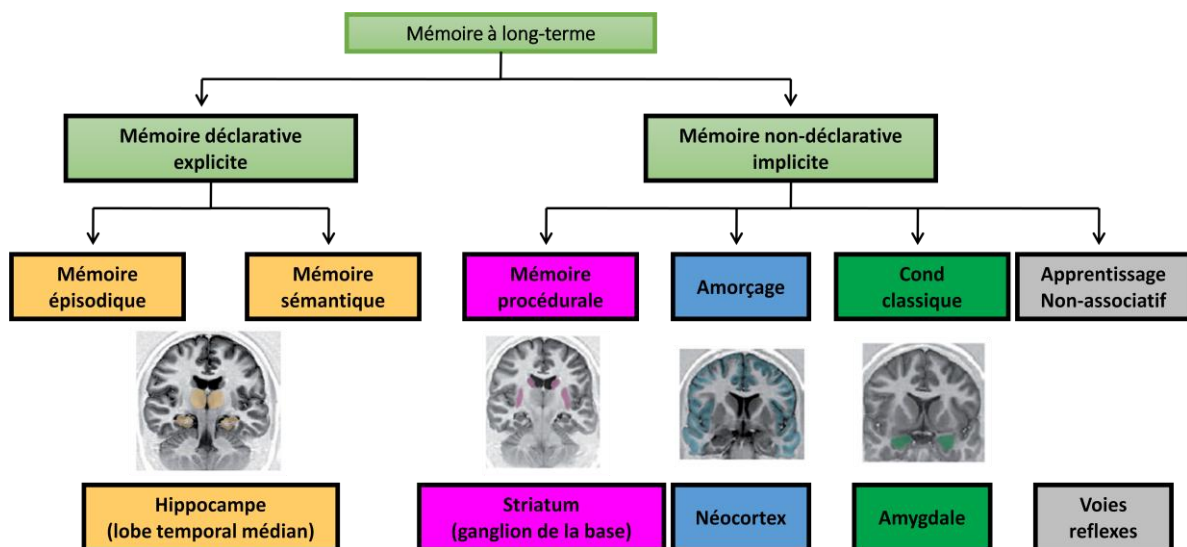 Mémoire à long-terme
Mémoire déclarative
explicite
Mémoire non-déclarative
implicite
Mémoire
épisodique
Mémoire
sémantique
Mémoire
procédurale
Amorçage
Cond
classique
Apprentissage
Non-associatif
Hippocampe
(lobe temporal médian)
Striatum
(ganglion de la base)
Néocortex
Amygdale
Voies
reflexes